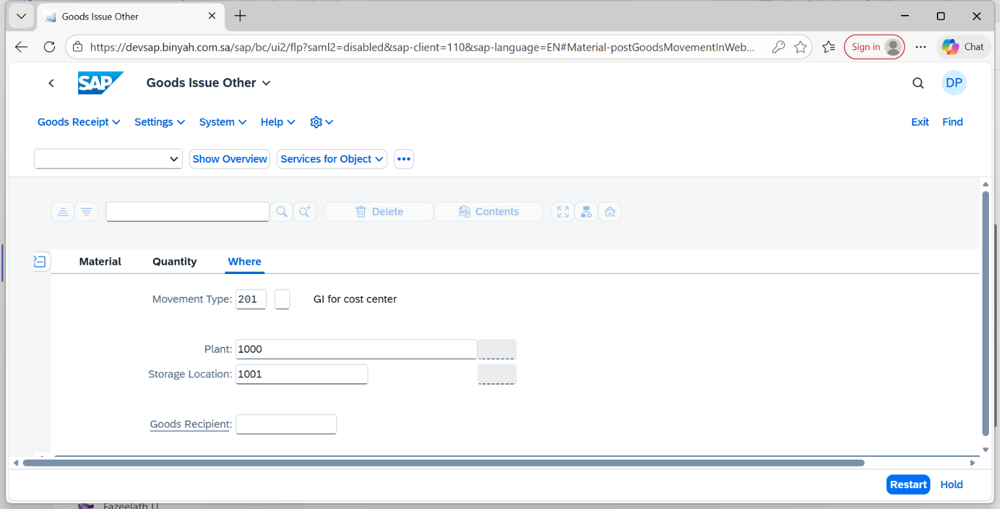 Goods Issue Other
https://devsap.binyah.com.sa/sap/bc/ui2/flp?saml2=disabled&sap-client=110&sap-language=EN#Material-postGoodsMovementInWeb...
Sign in
Chat
SAP
Goods Issue Other
DP
Goods Receipt Settings System Help
Exit Find
Show Overview Services for Object
Delete Contents
Material Quantity Where
Movement Type: 201 GI for cost center
Plant: 1000
Storage Location: 1001
Goods Recipient:
Restart Hold
Fazeelath U